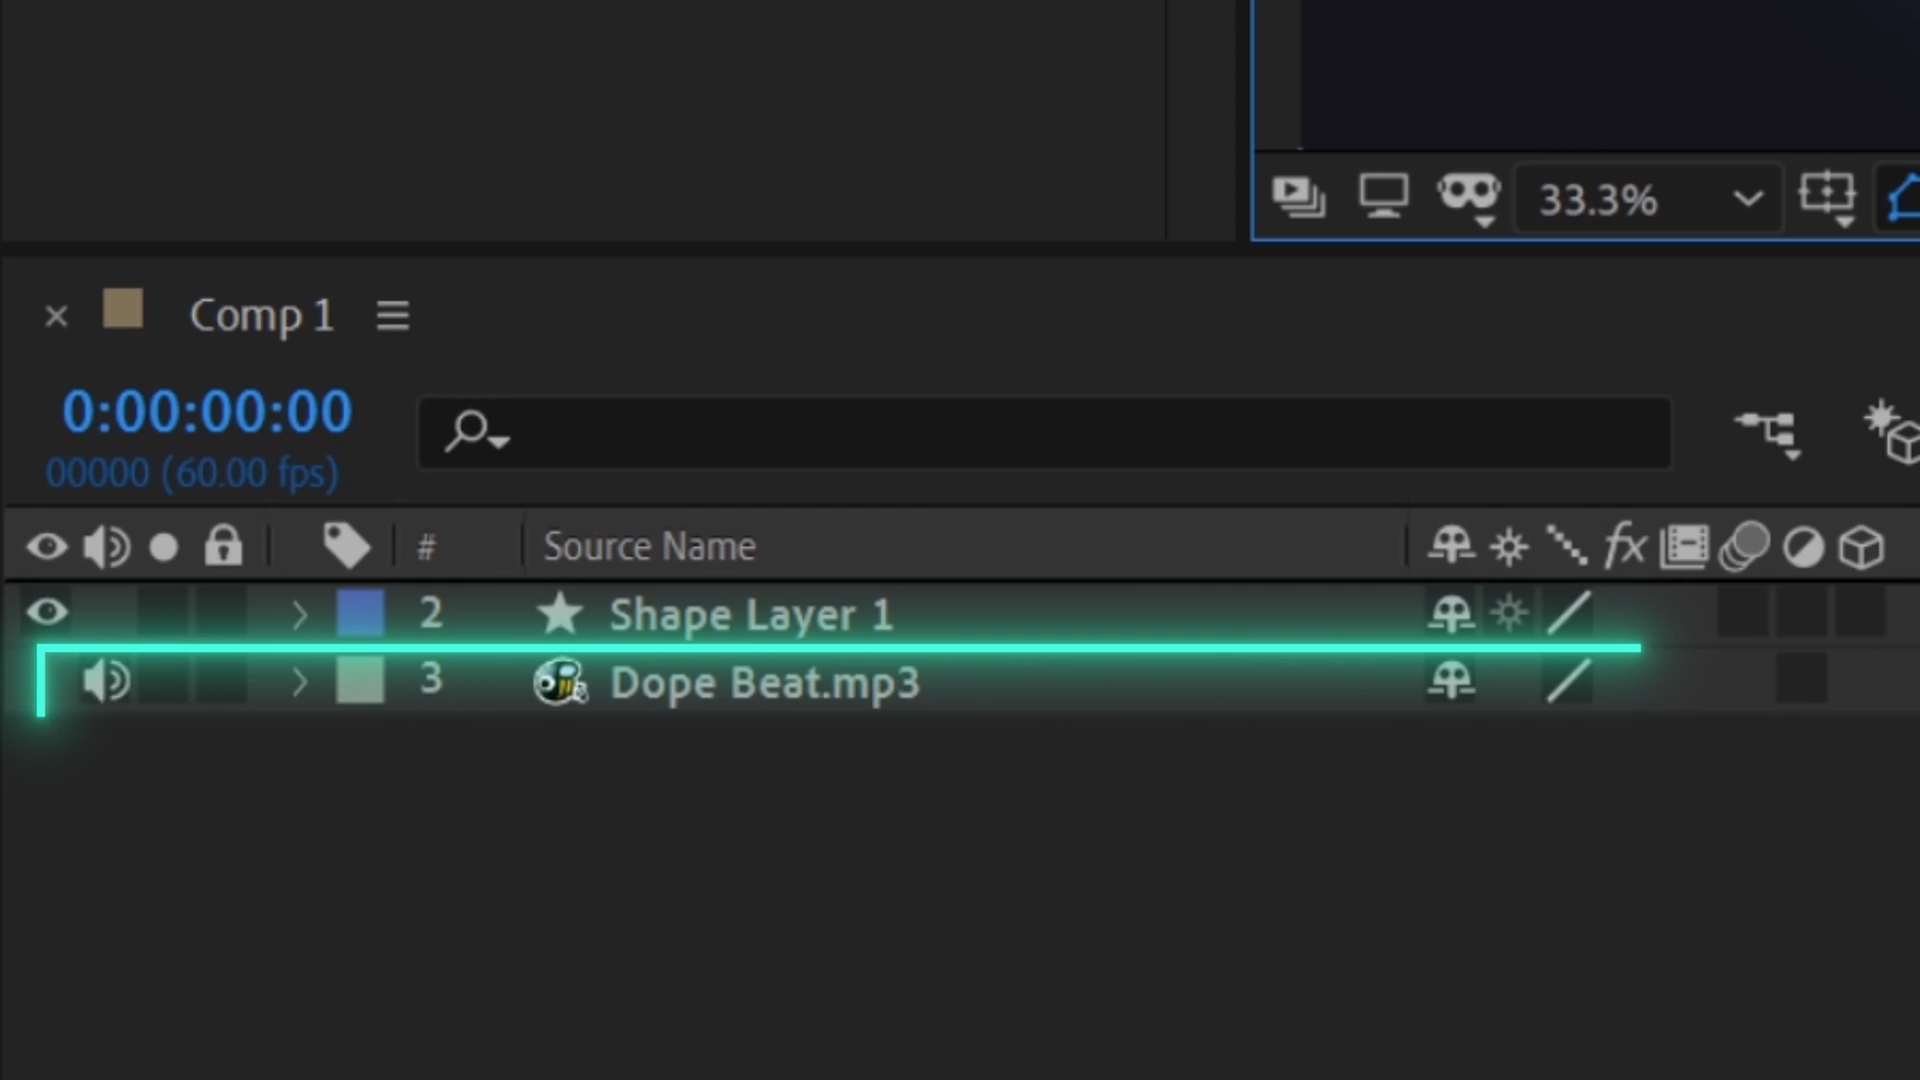 33.3%
Comp 1
0:00:00:00
00000 (60.00 fps)
# Source Name
fx
2 Shape Layer 1
3 Dope Beat.mp3